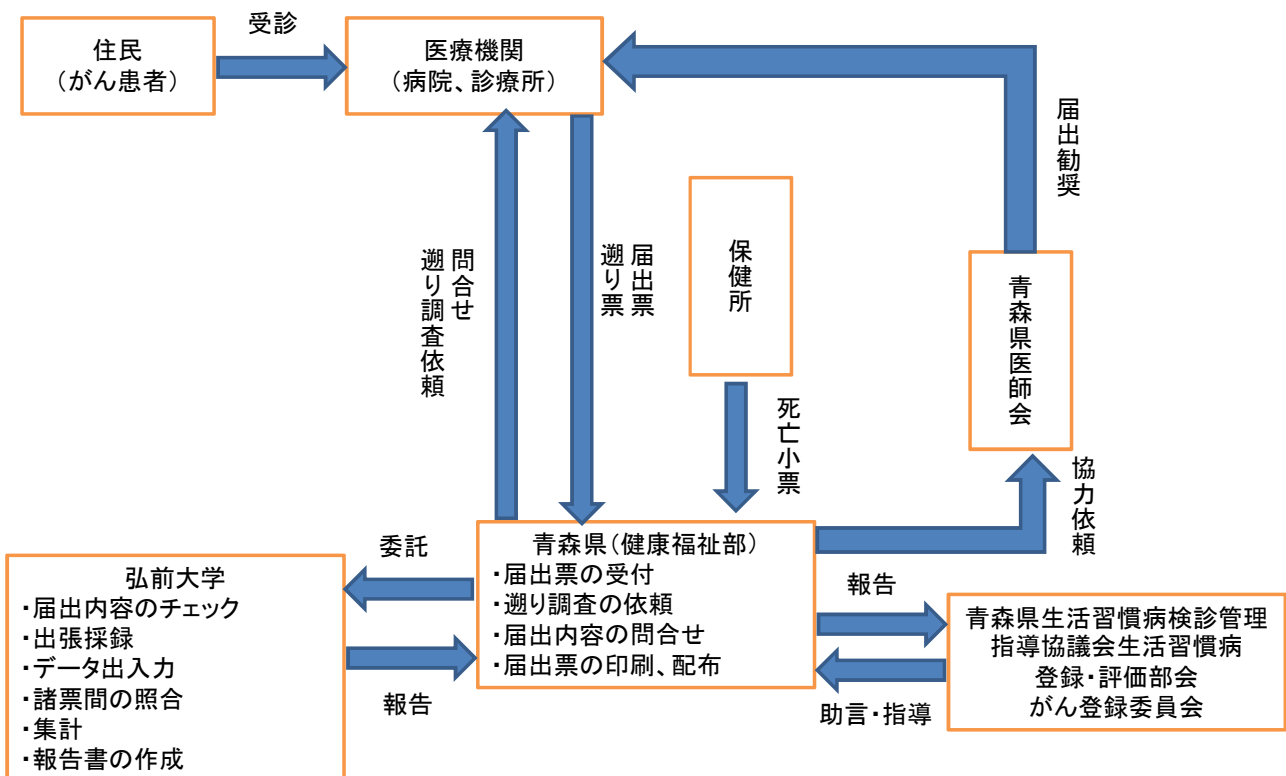 受診
住民
(がん患者)
医療機関
(病院、診療所)
届出勧奨
問合せ
遡り調査依頼
届出票
遡り票
保健所
青森県医師会
死亡小票
協力依頼
委託
青森県(健康福祉部)
・届出票の受付
・遡り調査の依頼
・届出内容の問合せ
・届出票の印刷、配布
弘前大学
・届出内容のチェック
・出張採録
・データ出入力
・諸票間の照合
・集計
・報告書の作成
報告
報告
青森県生活習慣病検診管理
指導協議会生活習慣病
登録・評価部会
がん登録委員会
助言・指導